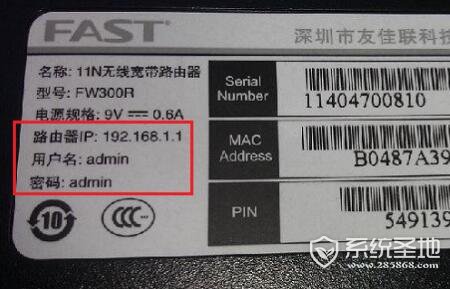 FAST
深圳市友佳联科技
名称: 11N无线宽带路由器
型号: FW300R
电源规格: 9V 0.6A
路由器IP: 192.168.1.1
用户名: admin
密码: admin
10
CCC
Serial
Number
11404700810
MAC
Address
B0487A39
PIN
549139
系统圣地
www.285868.com